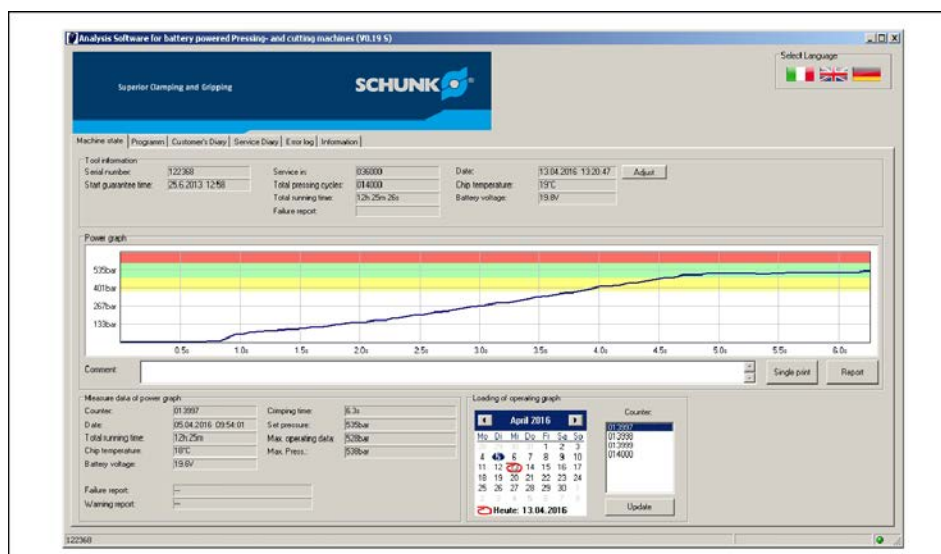 Analysis Software for battery powered Pressing- and cutting machines (V0.19 S)
Select Language
Superior Clamping and Gripping
SCHUNK
Machine state Programm Customer's Diary Service Diary Error log Information
Tool information
Serial number: 122368 Service in: 036000 Date: 13.04.2016 13:20:47 Adjust
Start guarantee time: 25.6.2013 12:58 Total pressing cycles: 014000 Chip temperature: 19°C
Total running time: 12h 25m 26s Battery voltage: 19.8V
Failure report:
Power graph
535bar
401bar
267bar
133bar
0.5s 1.0s 1.5s 2.0s 2.5s 3.0s 3.5s 4.0s 4.5s 5.0s 5.5s 6.0s
Comment: Single print Report
Measure data of power graph
Counter: 013997 Crimping time: 6.3s
Date: 05.04.2016 09:54:01 Set pressure: 535bar
Total running time: 12h 25m Max. operating data: 528bar
Chip temperature: 18°C Max. Press.: 538bar
Battery voltage: 19.6V
Failure report: --
Warning report: --
Loading of operating graph
April 2016
Mo Di Mi Do Fr Sa So
1 2 3
4 5 6 7 8 9 10
11 12 13 14 15 16 17
18 19 20 21 22 23 24
25 26 27 28 29 30
Heute: 13.04.2016
Counter:
013997
013998
013999
014000
Update
122368